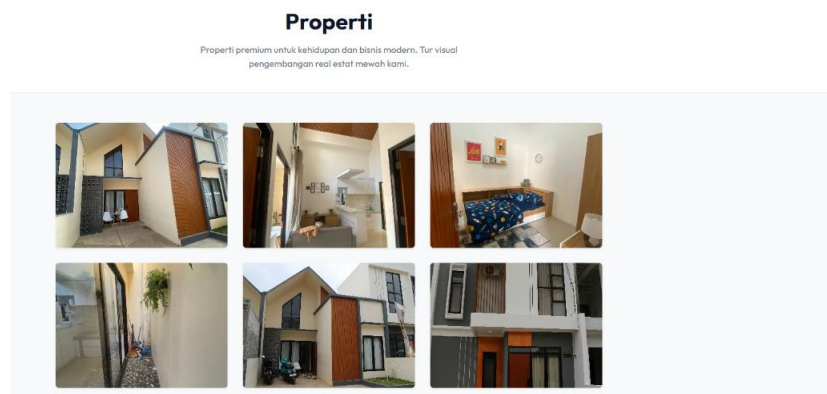 Properti
Properti premium untuk kehidupan dan bisnis modern. Tur visual
pengembangan real estat mewah kami.